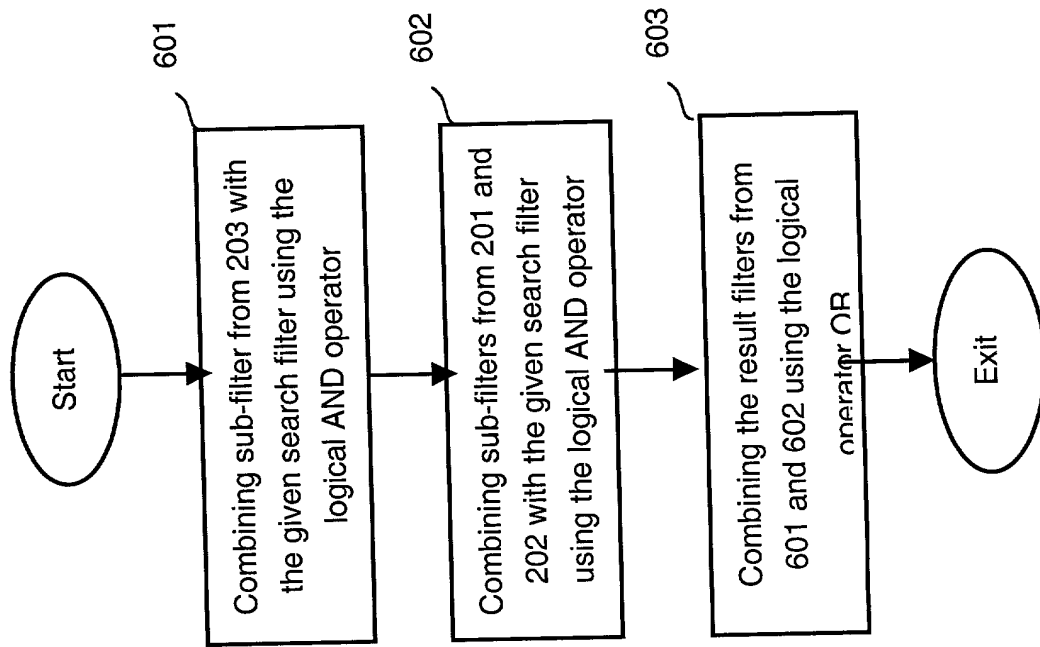 Start
601
Combining sub-filter from 203 with
the given search filter using the
logical AND operator
602
Combining sub-filters from 201 and
202 with the given search filter
using the logical AND operator
603
Combining the result filters from
601 and 602 using the logical
operator OR
Exit